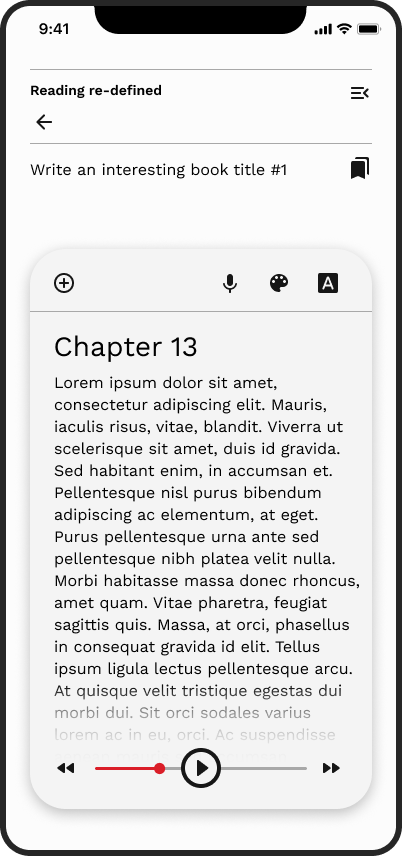 9:41
Reading re-defined
Write an interesting book title #1
A
Chapter 13
Lorem ipsum dolor sit amet,
consectetur adipiscing elit. Mauris,
iaculis risus, vitae, blandit. Viverra ut
scelerisque sit amet, duis id gravida.
Sed habitant enim, in accumsan et.
Pellentesque nisl purus bibendum
adipiscing ac elementum, at eget.
Purus pellentesque urna ante sed
pellentesque nibh platea velit nulla.
Morbi habitasse massa donec rhoncus,
amet quam. Vitae pharetra, feugiat
sagittis quis. Massa, at orci, phasellus
in consequat gravida id elit. Tellus
ipsum ligula lectus pellentesque arcu.
At quisque velit tristique egestas dui
morbi dui. Sit orci sodales varius
lorem ac in eu, orci. Ac suspendisse